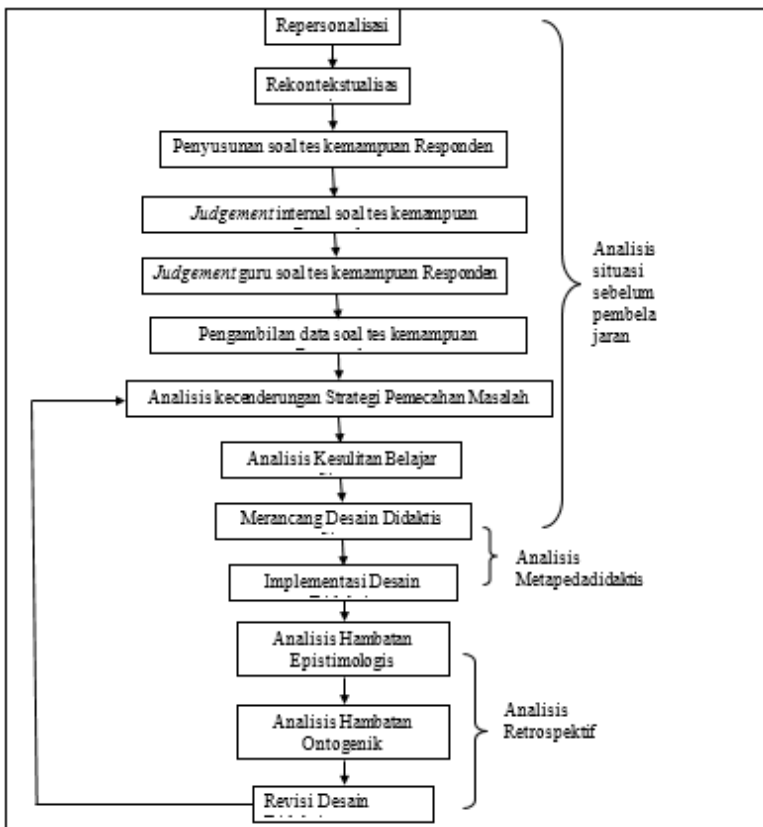 Repersonalisasi
Rekontekstualisas
Penyusunan soal tes kemampuan Responden
Judgement internal soal tes kemampuan
Judgement guru soal tes kemampuan Responden
Pengambilan data soal tes kemampuan
Analisis kecenderungan Strategi Pemecahan Masalah
Analisis Kesulitan Belajar
Merancang Desain Didaktis
Implementasi Desain
Analisis Hambatan
Epistimologis
Analisis Hambatan
Ontogenik
Revisi Desain
Analisis
situasi
sebelum
pembela
jaran
Analisis
Metapedadidaktis
Analisis
Retrospektif